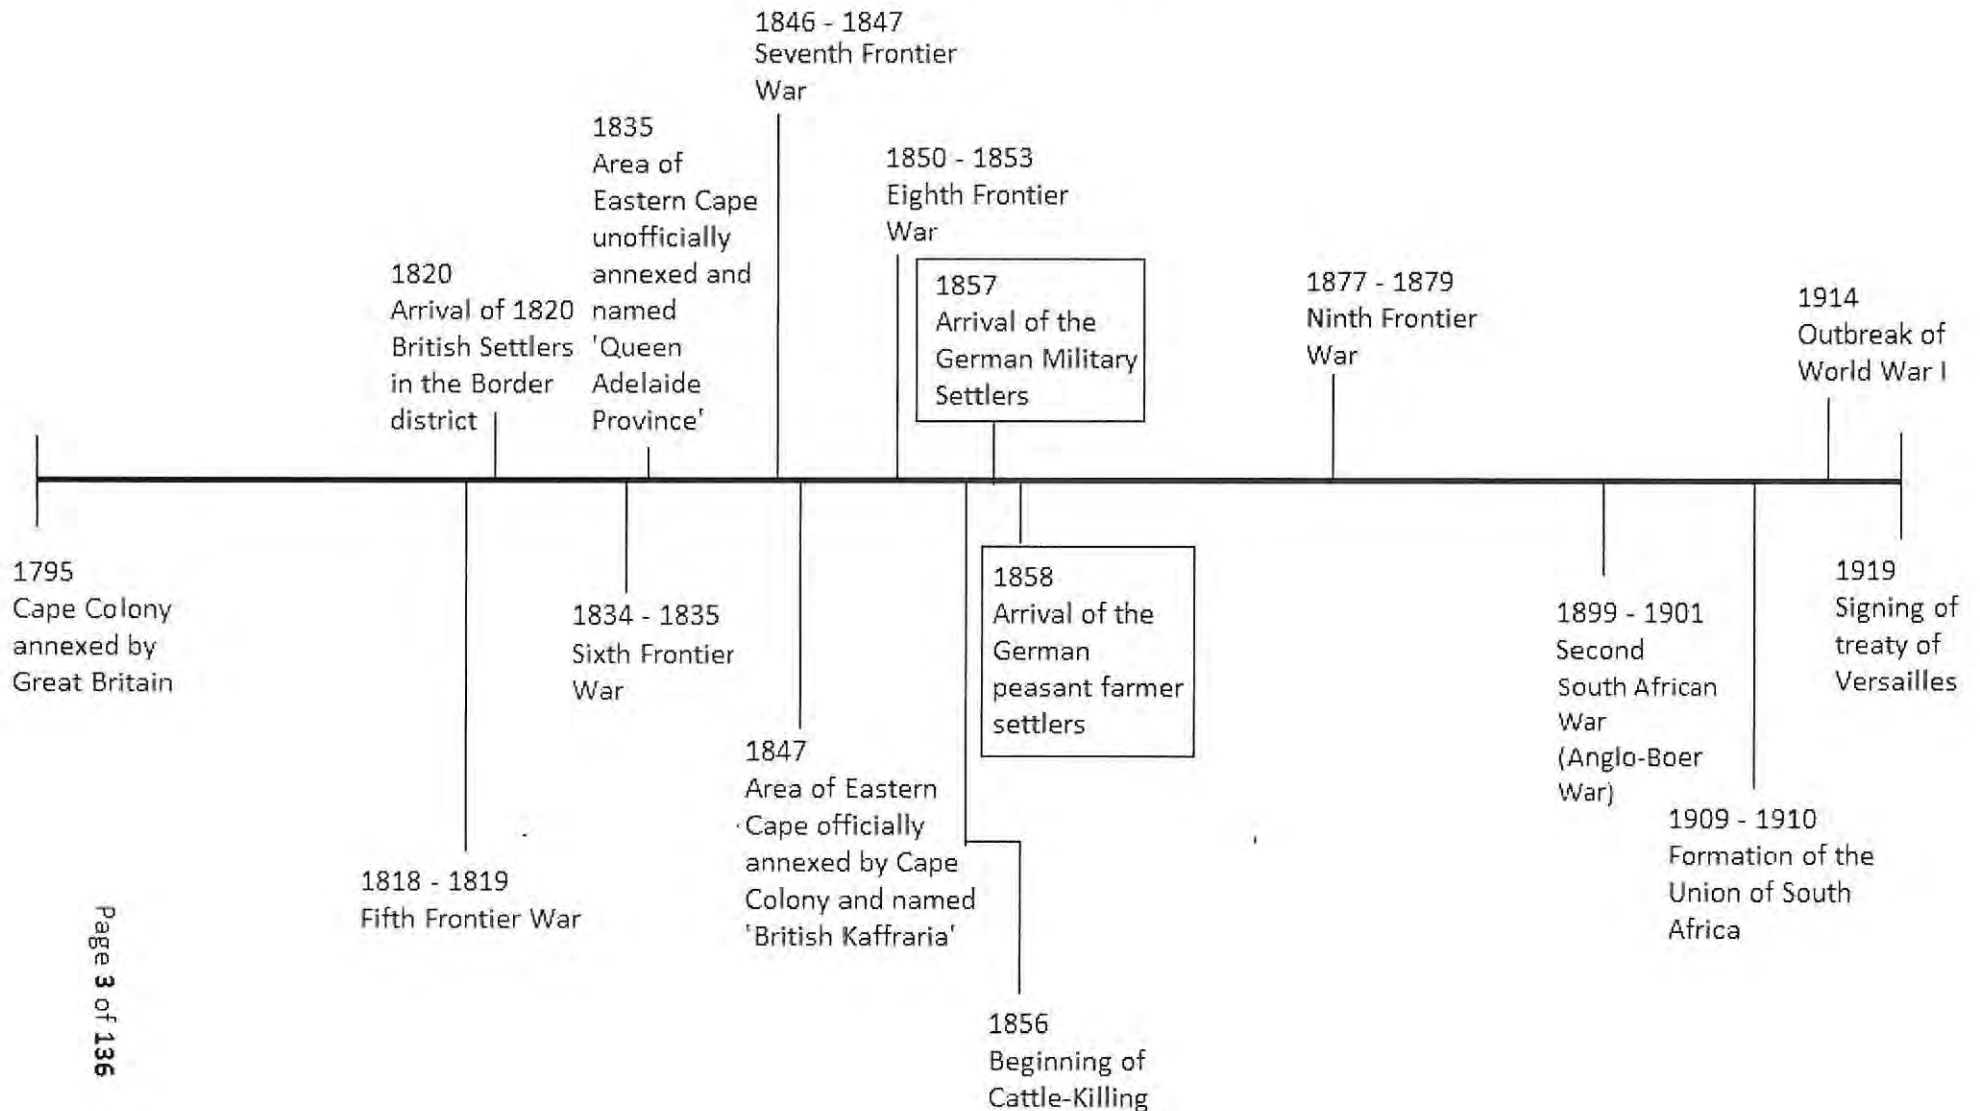 1846 - 1847
Seventh Frontier
War
1835
Area of
Eastern Cape
unofficially
annexed and
named
'Queen
Adelaide
Province'
1850 - 1853
Eighth Frontier
War
1820
Arrival of 1820
British Settlers
in the Border
district
1857
Arrival of the
German Military
Settlers
1877 - 1879
Ninth Frontier
War
1914
Outbreak of
World War I
1795
Cape Colony
annexed by
Great Britain
1834 - 1835
Sixth Frontier
War
1858
Arrival of the
German
peasant farmer
settlers
1899 - 1901
Second
South African
War
(Anglo-Boer
War)
1919
Signing of
treaty of
Versailles
1847
Area of Eastern
Cape officially
annexed by Cape
Colony and named
'British Kaffraria'
1818 - 1819
Fifth Frontier War
1909 - 1910
Formation of the
Union of South
Africa
1856
Beginning of
Cattle-Killing
Page 3 of 136